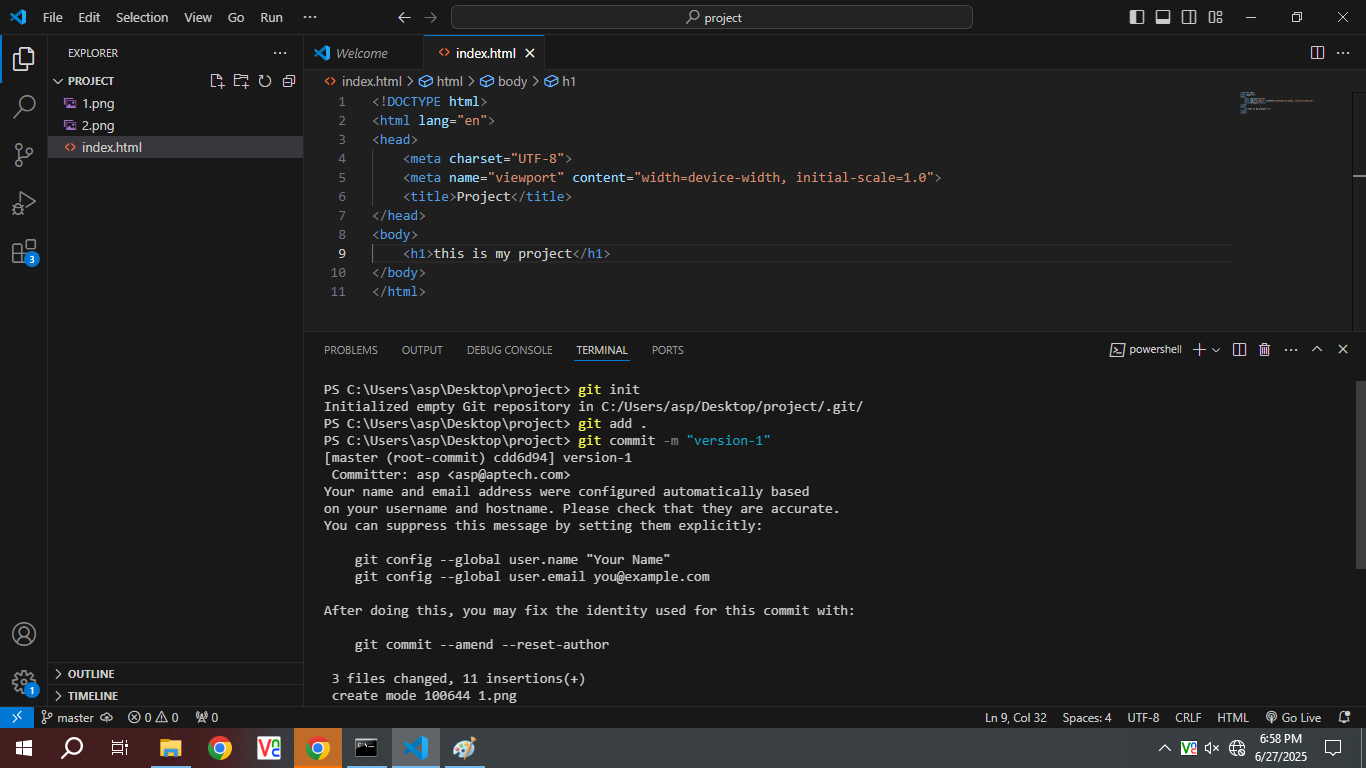 File Edit Selection View Go Run ···
project
EXPLORER
PROJECT
1.png
2.png
index.html
OUTLINE
TIMELINE
Welcome
index.html
index.html > html > body > h1
1 <!DOCTYPE html>
2 <html lang="en">
3 <head>
4 <meta charset="UTF-8">
5 <meta name="viewport" content="width=device-width, initial-scale=1.0">
6 <title>Project</title>
7 </head>
8 <body>
9 <h1>this is my project</h1>
10 </body>
11 </html>
PROBLEMS OUTPUT DEBUG CONSOLE TERMINAL PORTS
powershell
PS C:\Users\asp\Desktop\project> git init
Initialized empty Git repository in C:/Users/asp/Desktop/project/.git/
PS C:\Users\asp\Desktop\project> git add .
PS C:\Users\asp\Desktop\project> git commit -m "version-1"
[master (root-commit) cdd6d94] version-1
Committer: asp <asp@aptech.com>
Your name and email address were configured automatically based
on your username and hostname. Please check that they are accurate.
You can suppress this message by setting them explicitly:
git config --global user.name "Your Name"
git config --global user.email you@example.com
After doing this, you may fix the identity used for this commit with:
git commit --amend --reset-author
3 files changed, 11 insertions(+)
create mode 100644 1.png
3
1
master 0 0 0
Ln 9, Col 32 Spaces: 4 UTF-8 CRLF HTML Go Live
6:58 PM
6/27/2025